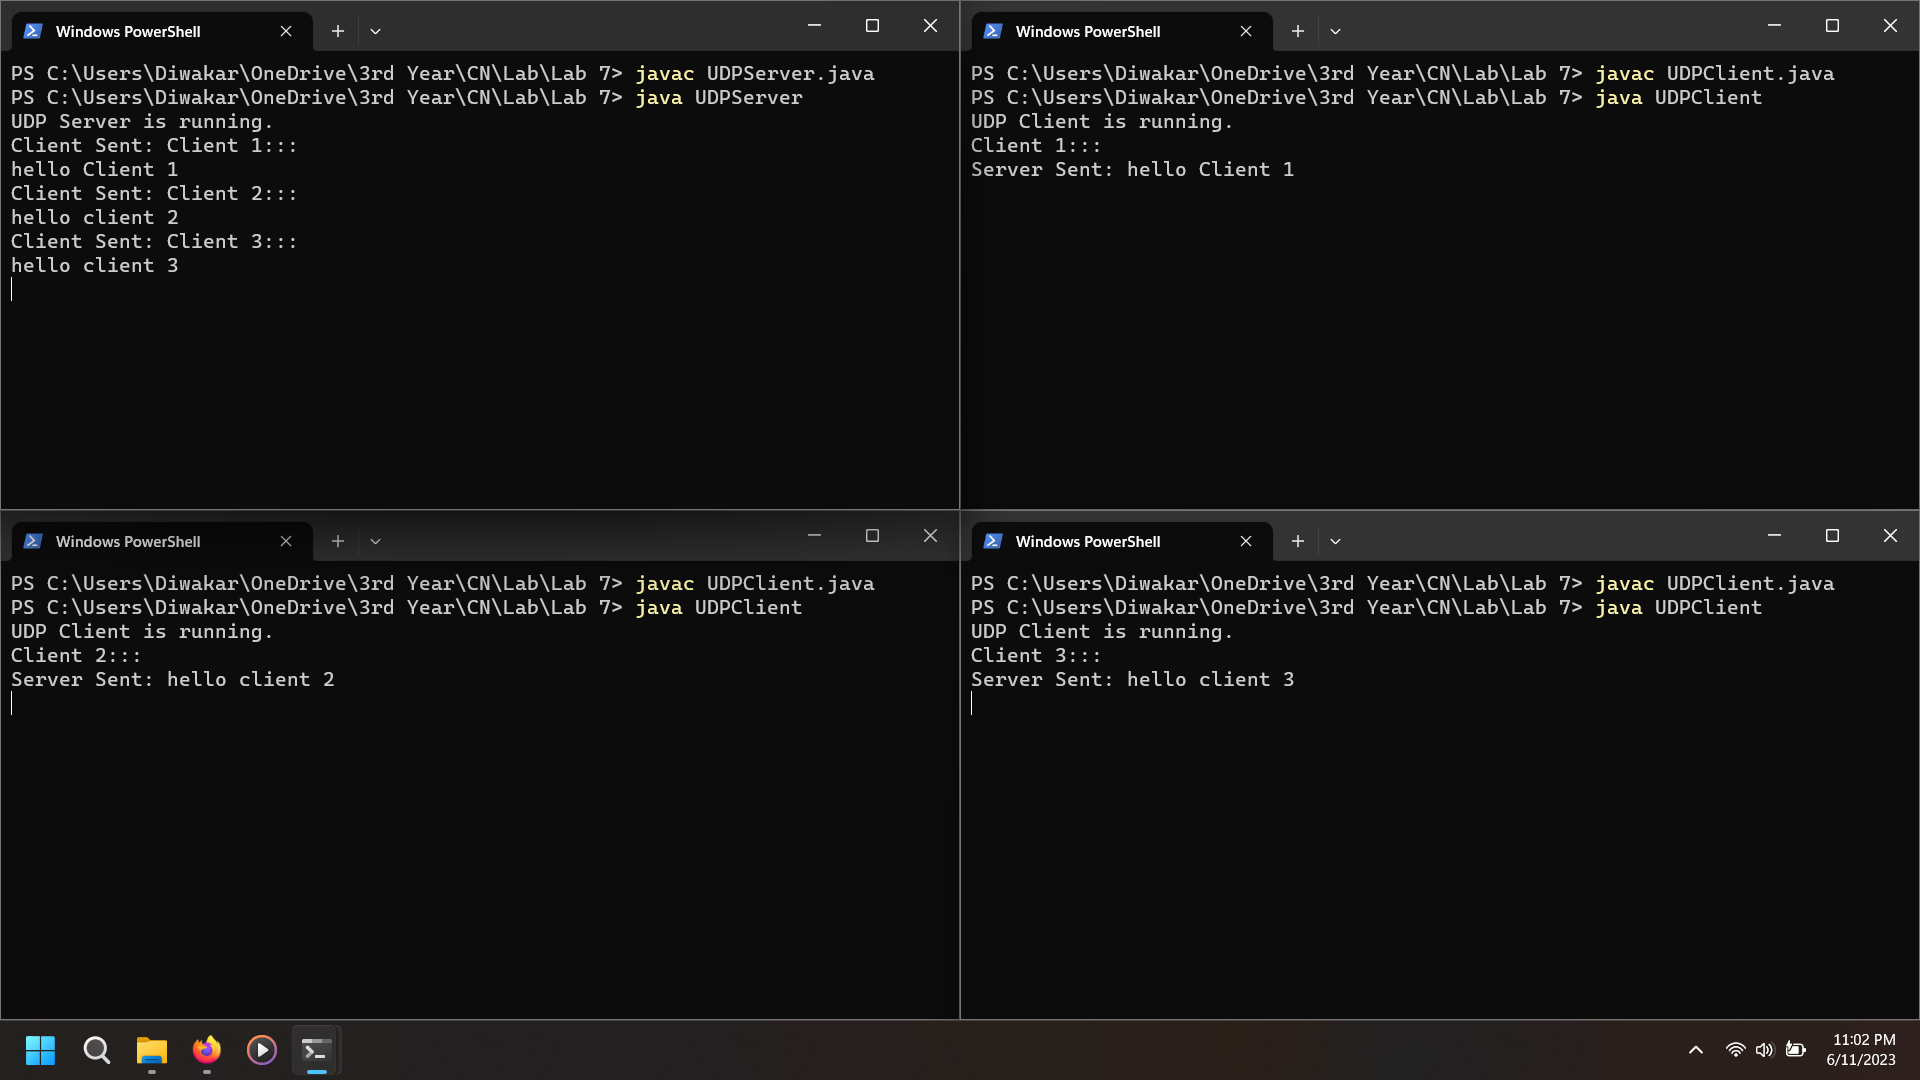 Windows PowerShell
PS C:\Users\Diwakar\OneDrive\3rd Year\CN\Lab\Lab 7> javac UDPServer.java
PS C:\Users\Diwakar\OneDrive\3rd Year\CN\Lab\Lab 7> java UDPServer
UDP Server is running.
Client Sent: Client 1:::
hello Client 1
Client Sent: Client 2:::
hello client 2
Client Sent: Client 3:::
hello client 3
Windows PowerShell
PS C:\Users\Diwakar\OneDrive\3rd Year\CN\Lab\Lab 7> javac UDPClient.java
PS C:\Users\Diwakar\OneDrive\3rd Year\CN\Lab\Lab 7> java UDPClient
UDP Client is running.
Client 1:::
Server Sent: hello Client 1
Windows PowerShell
PS C:\Users\Diwakar\OneDrive\3rd Year\CN\Lab\Lab 7> javac UDPClient.java
PS C:\Users\Diwakar\OneDrive\3rd Year\CN\Lab\Lab 7> java UDPClient
UDP Client is running.
Client 2:::
Server Sent: hello client 2
Windows PowerShell
PS C:\Users\Diwakar\OneDrive\3rd Year\CN\Lab\Lab 7> javac UDPClient.java
PS C:\Users\Diwakar\OneDrive\3rd Year\CN\Lab\Lab 7> java UDPClient
UDP Client is running.
Client 3:::
Server Sent: hello client 3
11:02 PM
6/11/2023